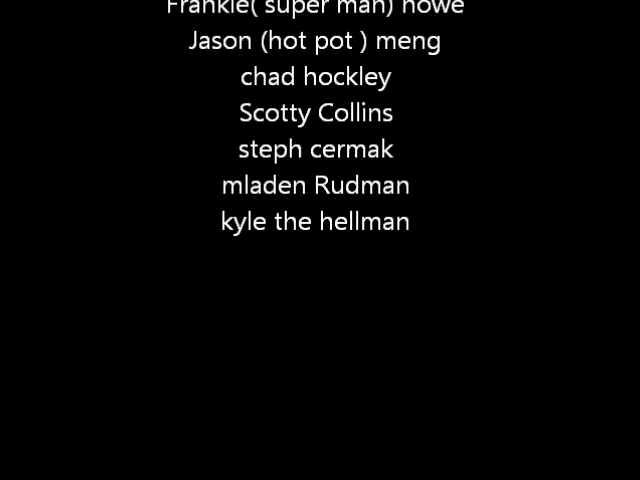 Frankie( super man) howe
Jason (hot pot ) meng
chad hockley
Scotty Collins
steph cermak
mladen Rudman
kyle the hellman